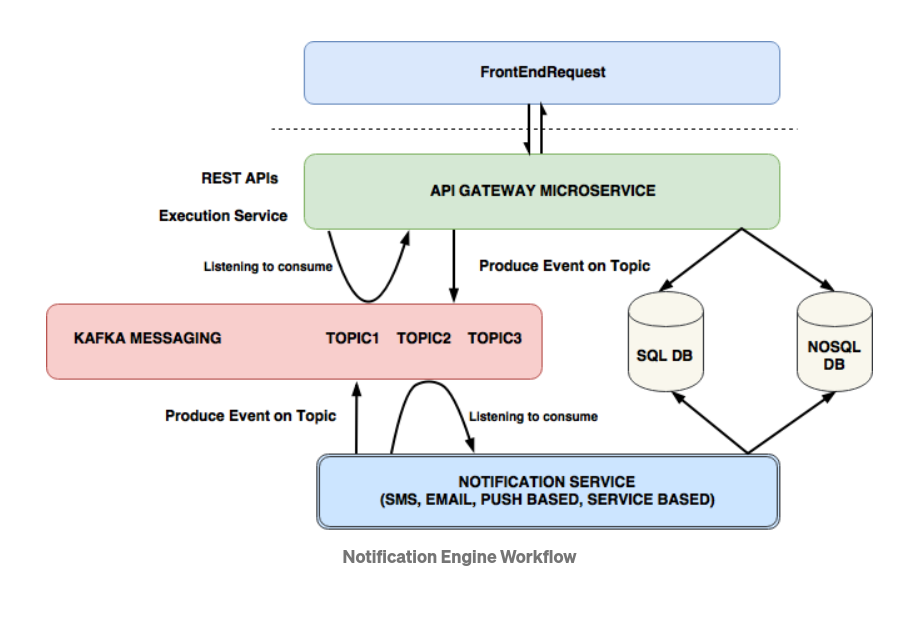 FrontEndRequest
REST APIs
API GATEWAY MICROSERVICE
Execution Service
Listening to consume
Produce Event on Topic
KAFKA MESSAGING TOPIC1 TOPIC2 TOPIC3
SQL DB
NOSQL
DB
Produce Event on Topic
Listening to consume
NOTIFICATION SERVICE
(SMS, EMAIL, PUSH BASED, SERVICE BASED)
Notification Engine Workflow